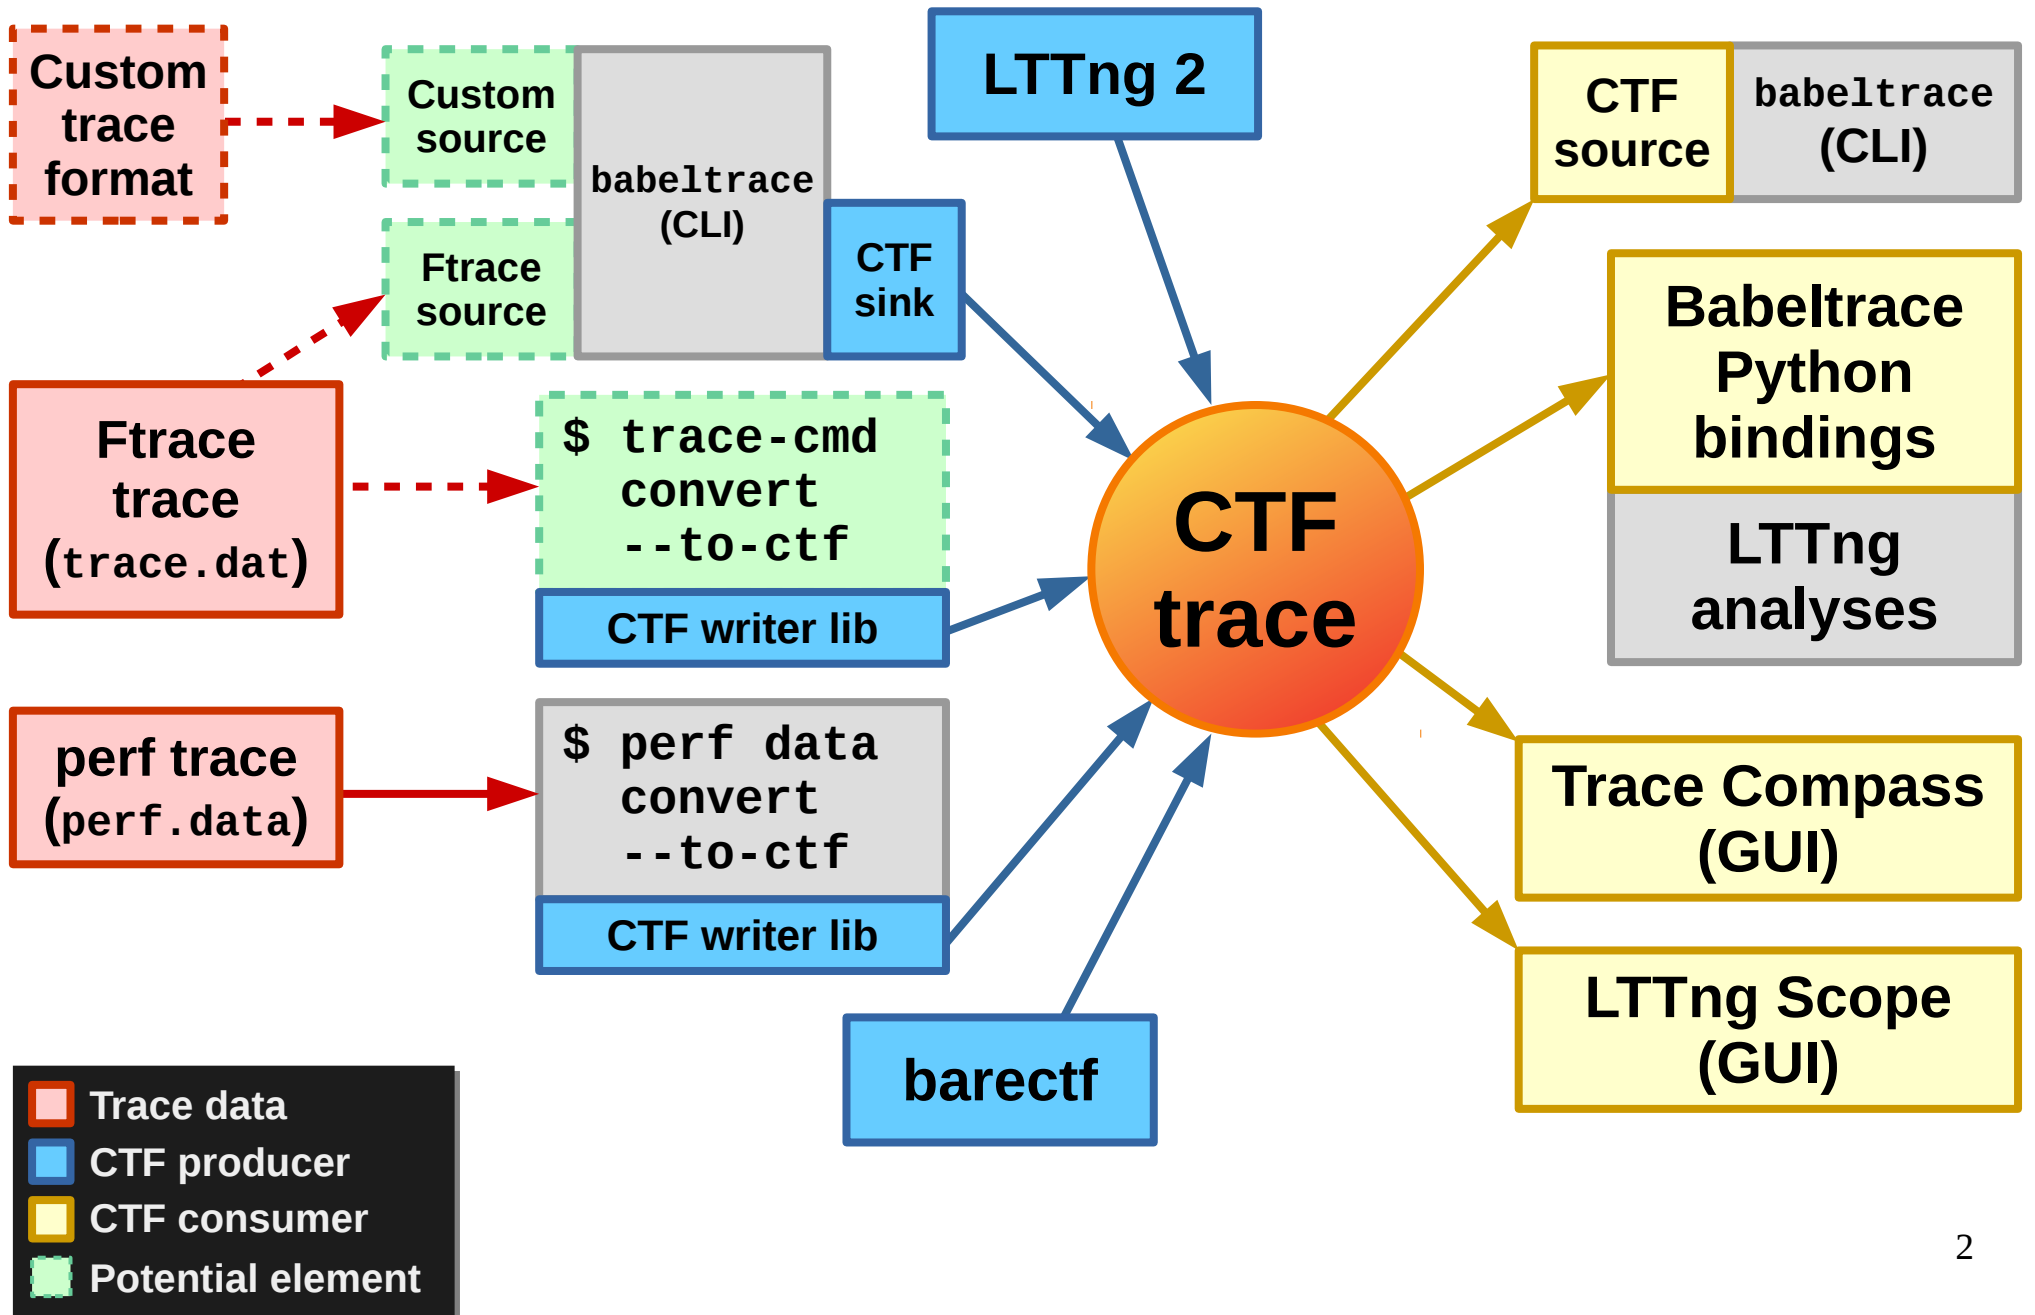 Custom
trace
format
Custom
source
Ftrace
source
babeltrace
(CLI)
CTF
sink
LTTng 2
CTF
source
babeltrace
(CLI)
Babeltrace
Python
bindings
LTTng
analyses
Ftrace
trace
(trace.dat)
$ trace-cmd
convert
--to-ctf
CTF writer lib
CTF
trace
perf trace
(perf.data)
$ perf data
convert
--to-ctf
CTF writer lib
Trace Compass
(GUI)
LTTng Scope
(GUI)
barectf
Trace data
CTF producer
CTF consumer
Potential element
2